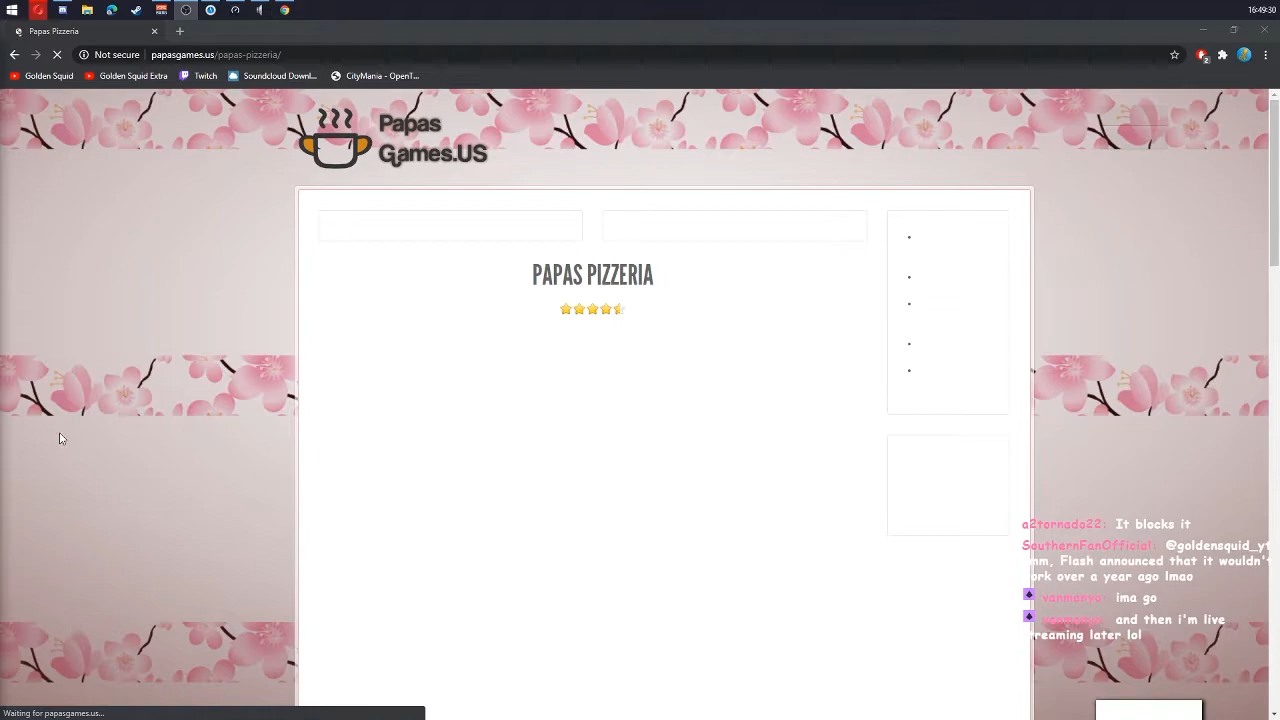 16:49:30
Papas Pizzeria
Not secure papasgames.us/papas-pizzeria/
2
Golden Squid Golden Squid Extra Twitch Soundcloud Downl... CityMania - OpenT...
Papas
Games.US
PAPAS PIZZERIA
a2tornado22: It blocks it
SouthernFanOfficial: @goldensquid_yt
mm, Flash announced that it wouldn't
ork over a year ago lmao
ima go
and then i'm live
treaming later lol
Waiting for papasgames.us...